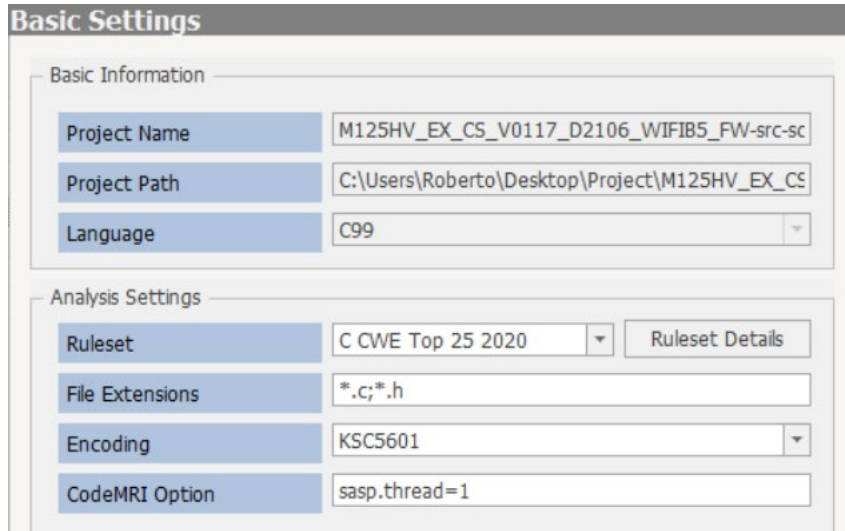 Basic Settings
Basic Information
Project Name M125HV_EX_CS_V0117_D2106_WIFIB5_FW-src-sc
Project Path C:\Users\Roberto\Desktop\Project\M125HV_EX_CS
Language C99
Analysis Settings
Ruleset C CWE Top 25 2020 Ruleset Details
File Extensions *.c;*.h
Encoding KSC5601
CodeMRI Option sasp.thread=1